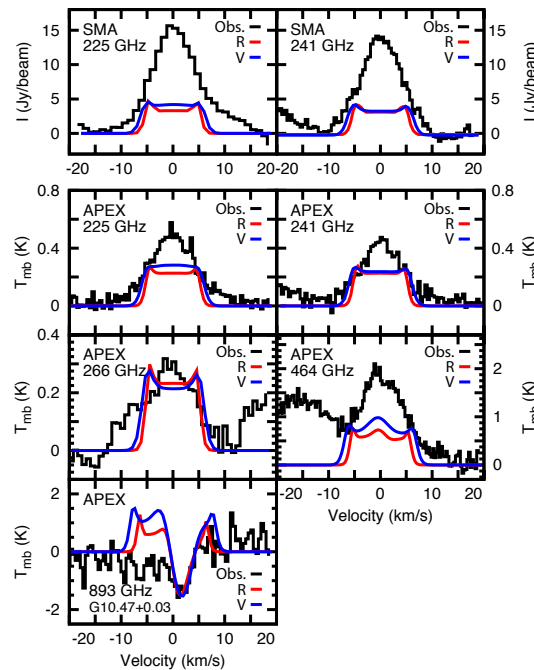 SMA
225 GHz
Obs.
R
V
I (Jy/beam)
15
10
5
0
-20 -10 0 10 20
SMA
241 GHz
Obs.
R
V
I (Jy/beam)
15
10
5
0
-20 -10 0 10 20
APEX
225 GHz
Obs.
R
V
T_mb (K)
0.8
0.4
0
APEX
241 GHz
Obs.
R
V
T_mb (K)
0.8
0.4
0
APEX
266 GHz
Obs.
R
V
T_mb (K)
0.4
0.2
0
APEX
464 GHz
Obs.
R
V
T_mb (K)
2
1
0
-20 -10 0 10 20
Velocity (km/s)
APEX
893 GHz
G10.47+0.03
Obs.
R
V
T_mb (K)
2
0
-2
-20 -10 0 10 20
Velocity (km/s)